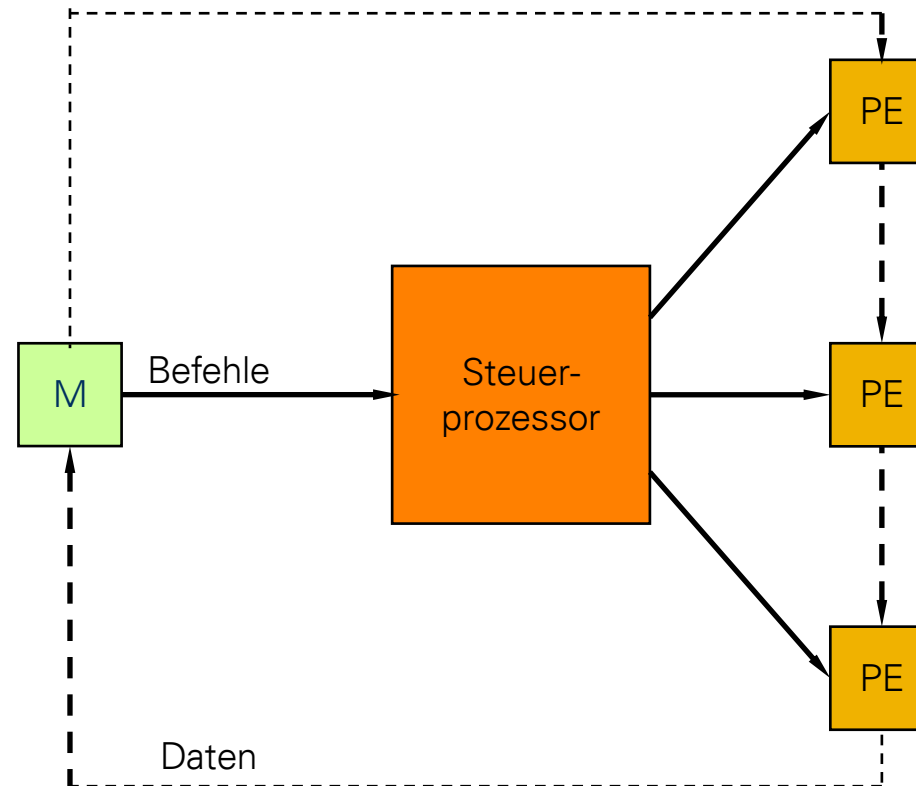 PE
Befehle
M
Steuer-
prozessor
PE
PE
Daten